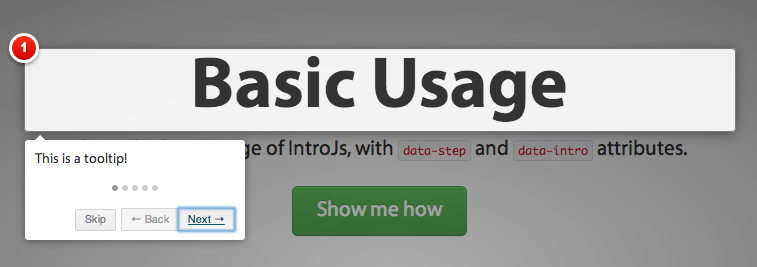 1
Basic Usage
ge of IntroJs, with data-step and data-intro attributes.
This is a tooltip!
Skip
← Back
Next →
Show me how